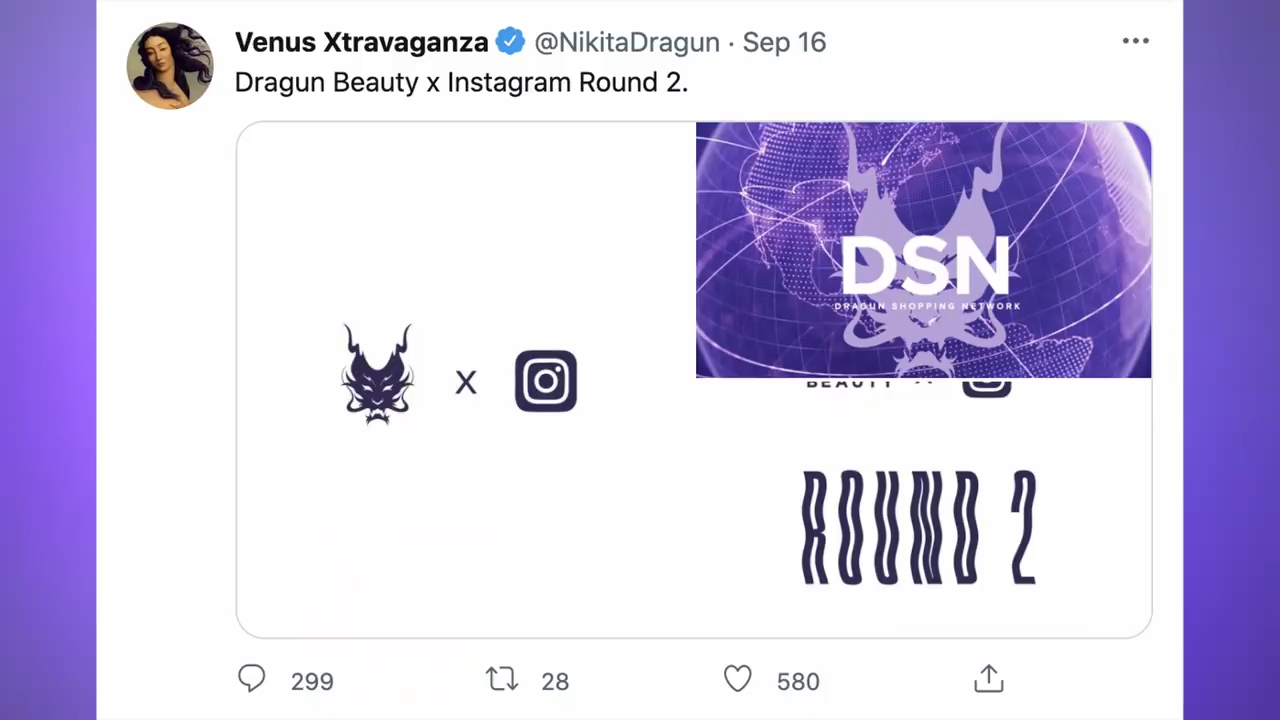 Venus Xtravaganza @NikitaDragun · Sep 16
Dragun Beauty x Instagram Round 2.
DSN
DRAGUN SHOPPING NETWORK
X
BEAUTY X
ROUND 2
299 28 580